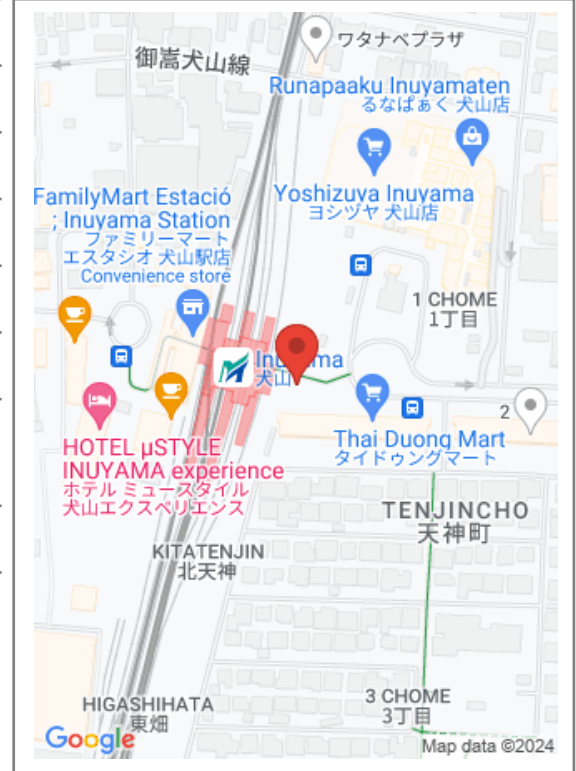 ワタナベプラザ
御嵩犬山線
Runapaaku Inuyamaten
るなぱぁく 犬山店
FamilyMart Estació
; Inuyama Station
ファミリーマート
エスタシオ 犬山駅店
Convenience store
Yoshizuya Inuyama
ヨシヅヤ 犬山店
1 CHOME
1丁目
Inuyama
犬山
2
Thai Duong Mart
タイドゥングマート
HOTEL μSTYLE
INUYAMA experience
ホテル ミュースタイル
犬山エクスペリエンス
TENJINCHO
天神町
KITATENJIN
北天神
HIGASHIHATA
東畑
3 CHOME
3丁目
Google
Map data ©2024